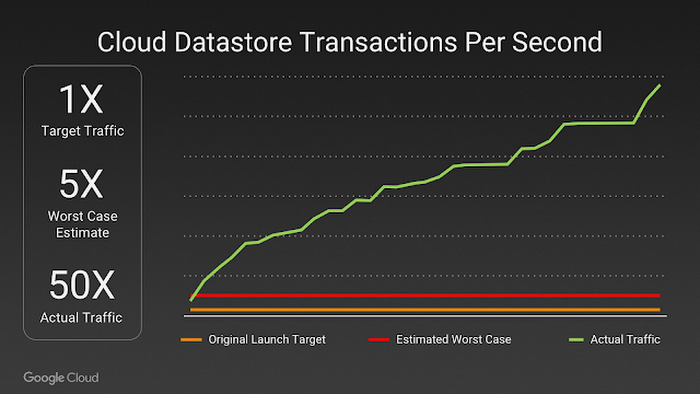 Cloud Datastore Transactions Per Second
1X
Target Traffic
5X
Worst Case
Estimate
50X
Actual Traffic
Original Launch Target
Estimated Worst Case
Actual Traffic
Google Cloud